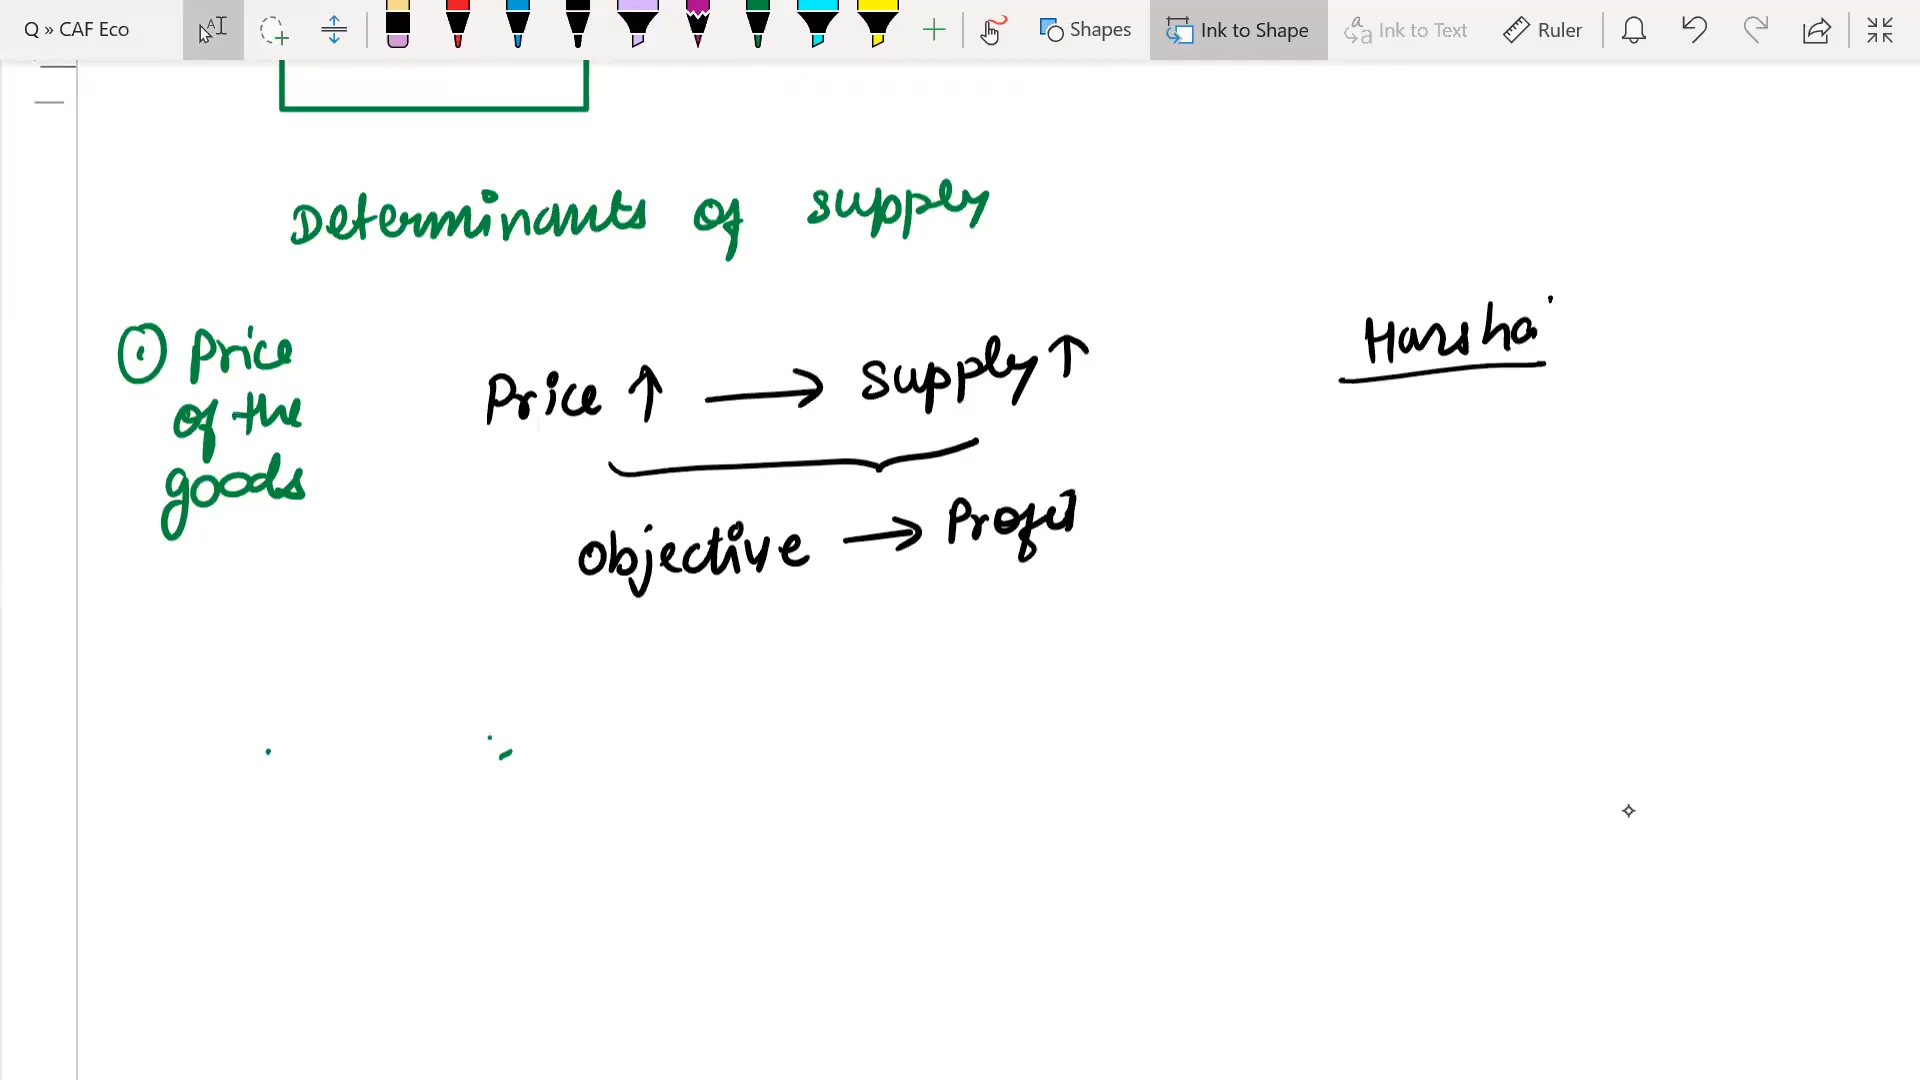 Q » CAF Eco
Shapes
Ink to Shape
Ink to Text
Ruler
Determinants of supply
① Price of the goods
Price ↑ → Supply ↑
Objective → Profit
Harsha